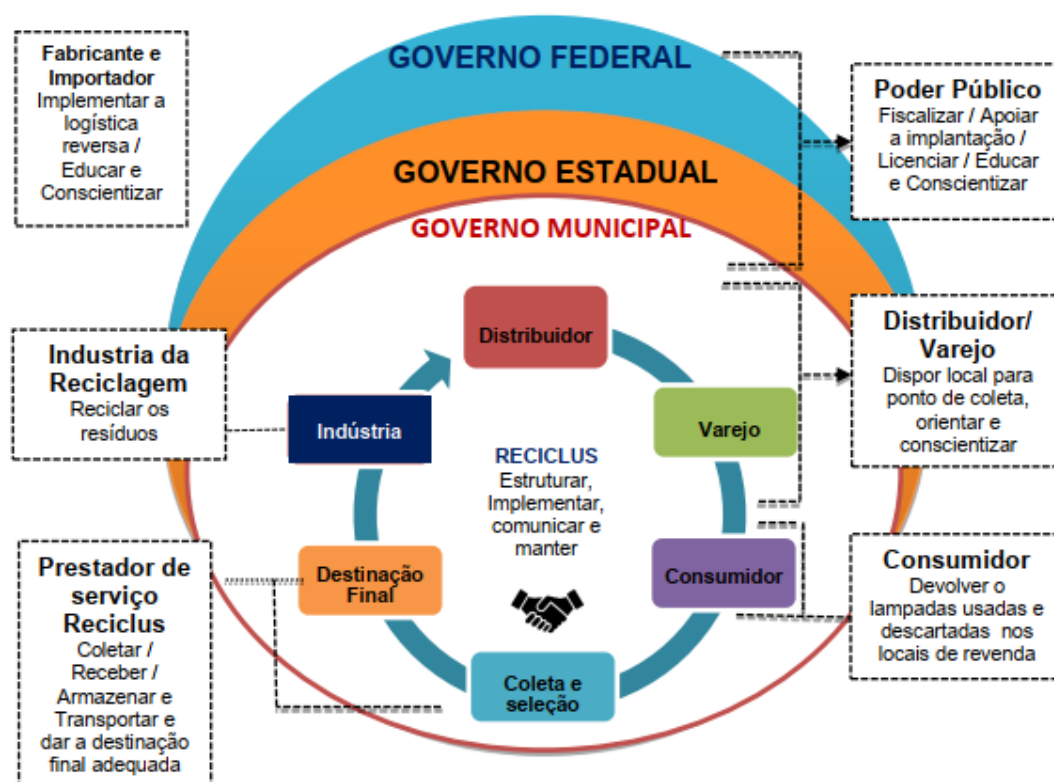 Fabricante e
Importador
Implementar a
logística
reversa /
Educar e
Conscientizar
GOVERNO FEDERAL
GOVERNO ESTADUAL
GOVERNO MUNICIPAL
Poder Público
Fiscalizar / Apoiar
a implantação /
Licenciar / Educar
e Conscientizar
Distribuidor
Varejo
Consumidor
Coleta e
seleção
Destinação
Final
Indústria
RECICLUS
Estruturar,
Implementar,
comunicar e
manter
Industria da
Reciclagem
Reciclar os
resíduos
Distribuidor/
Varejo
Dispor local para
ponto de coleta,
orientar e
conscientizar
Prestador de
serviço
Reciclus
Coletar /
Receber /
Armazenar e
Transportar e
dar a destinação
final adequada
Consumidor
Devolver o
lampadas usadas e
descartadas nos
locais de revenda